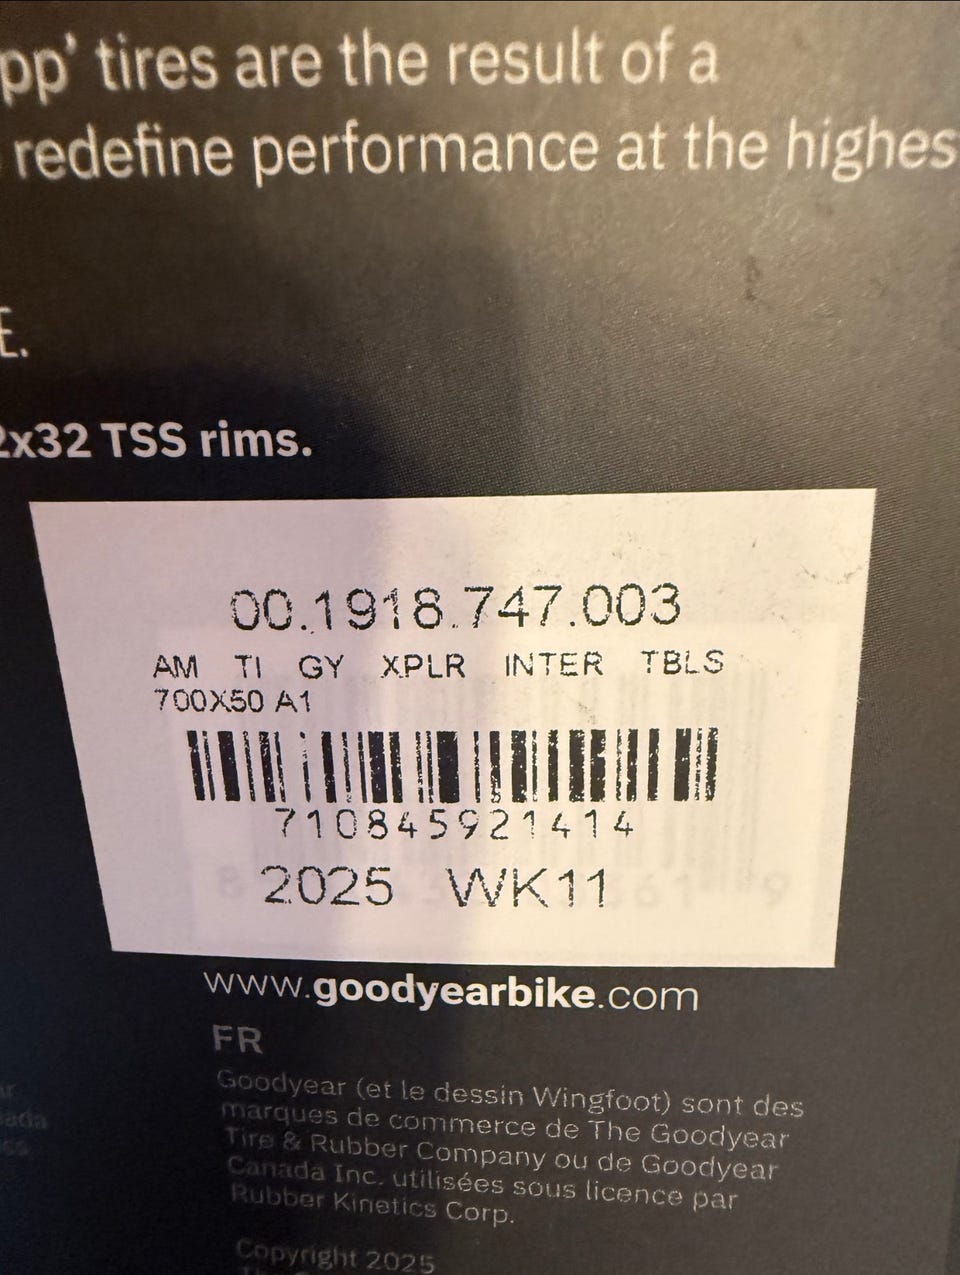 pp' tires are the result of a
redefine performance at the highes
E.
2x32 TSS rims.
00.1918.747.003
AM TI GY XPLR INTER TBLS
700X50 A1
710845921414
2025 WK11
www.goodyearbike.com
FR
Goodyear (et le dessin Wingfoot) sont des
marques de commerce de The Goodyear
Tire & Rubber Company ou de Goodyear
Canada Inc. utilisées sous licence par
Rubber Kinetics Corp.
Copyright 2025